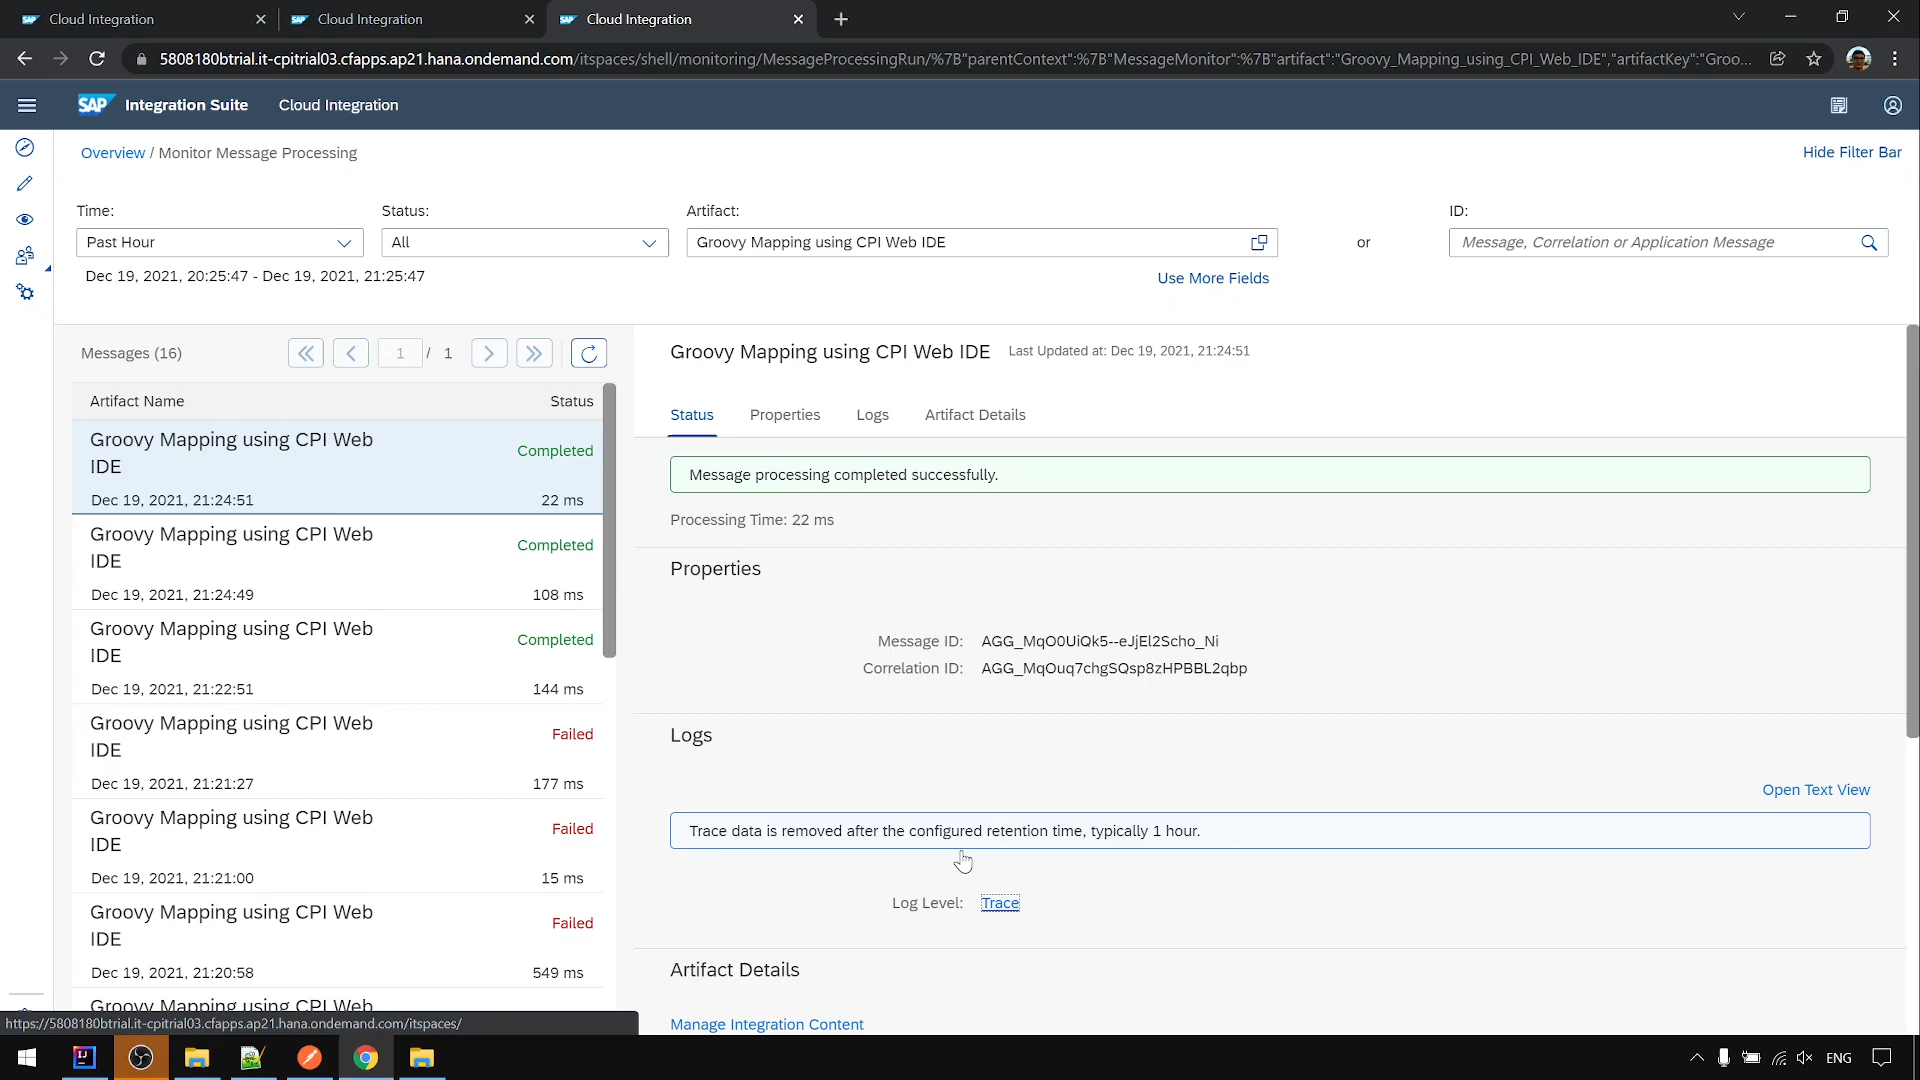 Cloud Integration
Cloud Integration
Cloud Integration
5808180btrial.it-cpitrial03.cfapps.ap21.hana.ondemand.com/itspaces/shell/monitoring/MessageProcessingRun/%7B"parentContext":%7B"MessageMonitor":%7B"artifact":"Groovy_Mapping_using_CPI_Web_IDE","artifactKey":"Groo...
SAP Integration Suite Cloud Integration
Overview / Monitor Message Processing
Hide Filter Bar
Time:
Status:
Artifact:
ID:
Past Hour
All
Groovy Mapping using CPI Web IDE
or
Message, Correlation or Application Message
Dec 19, 2021, 20:25:47 - Dec 19, 2021, 21:25:47
Use More Fields
Messages (16)
1 / 1
Artifact Name Status
Groovy Mapping using CPI Web
IDE
Completed
Dec 19, 2021, 21:24:51 22 ms
Groovy Mapping using CPI Web
IDE
Completed
Dec 19, 2021, 21:24:49 108 ms
Groovy Mapping using CPI Web
IDE
Completed
Dec 19, 2021, 21:22:51 144 ms
Groovy Mapping using CPI Web
IDE
Failed
Dec 19, 2021, 21:21:27 177 ms
Groovy Mapping using CPI Web
IDE
Failed
Dec 19, 2021, 21:21:00 15 ms
Groovy Mapping using CPI Web
IDE
Failed
Dec 19, 2021, 21:20:58 549 ms
Groovy Mapping using CPI Web
Groovy Mapping using CPI Web IDE Last Updated at: Dec 19, 2021, 21:24:51
Status Properties Logs Artifact Details
Message processing completed successfully.
Processing Time: 22 ms
Properties
Message ID: AGG_MqO0UiQk5--eJjEl2Scho_Ni
Correlation ID: AGG_MqOuq7chgSQsp8zHPBBL2qbp
Logs
Open Text View
Trace data is removed after the configured retention time, typically 1 hour.
Log Level: Trace
Artifact Details
Manage Integration Content
https://5808180btrial.it-cpitrial03.cfapps.ap21.hana.ondemand.com/itspaces/
ENG